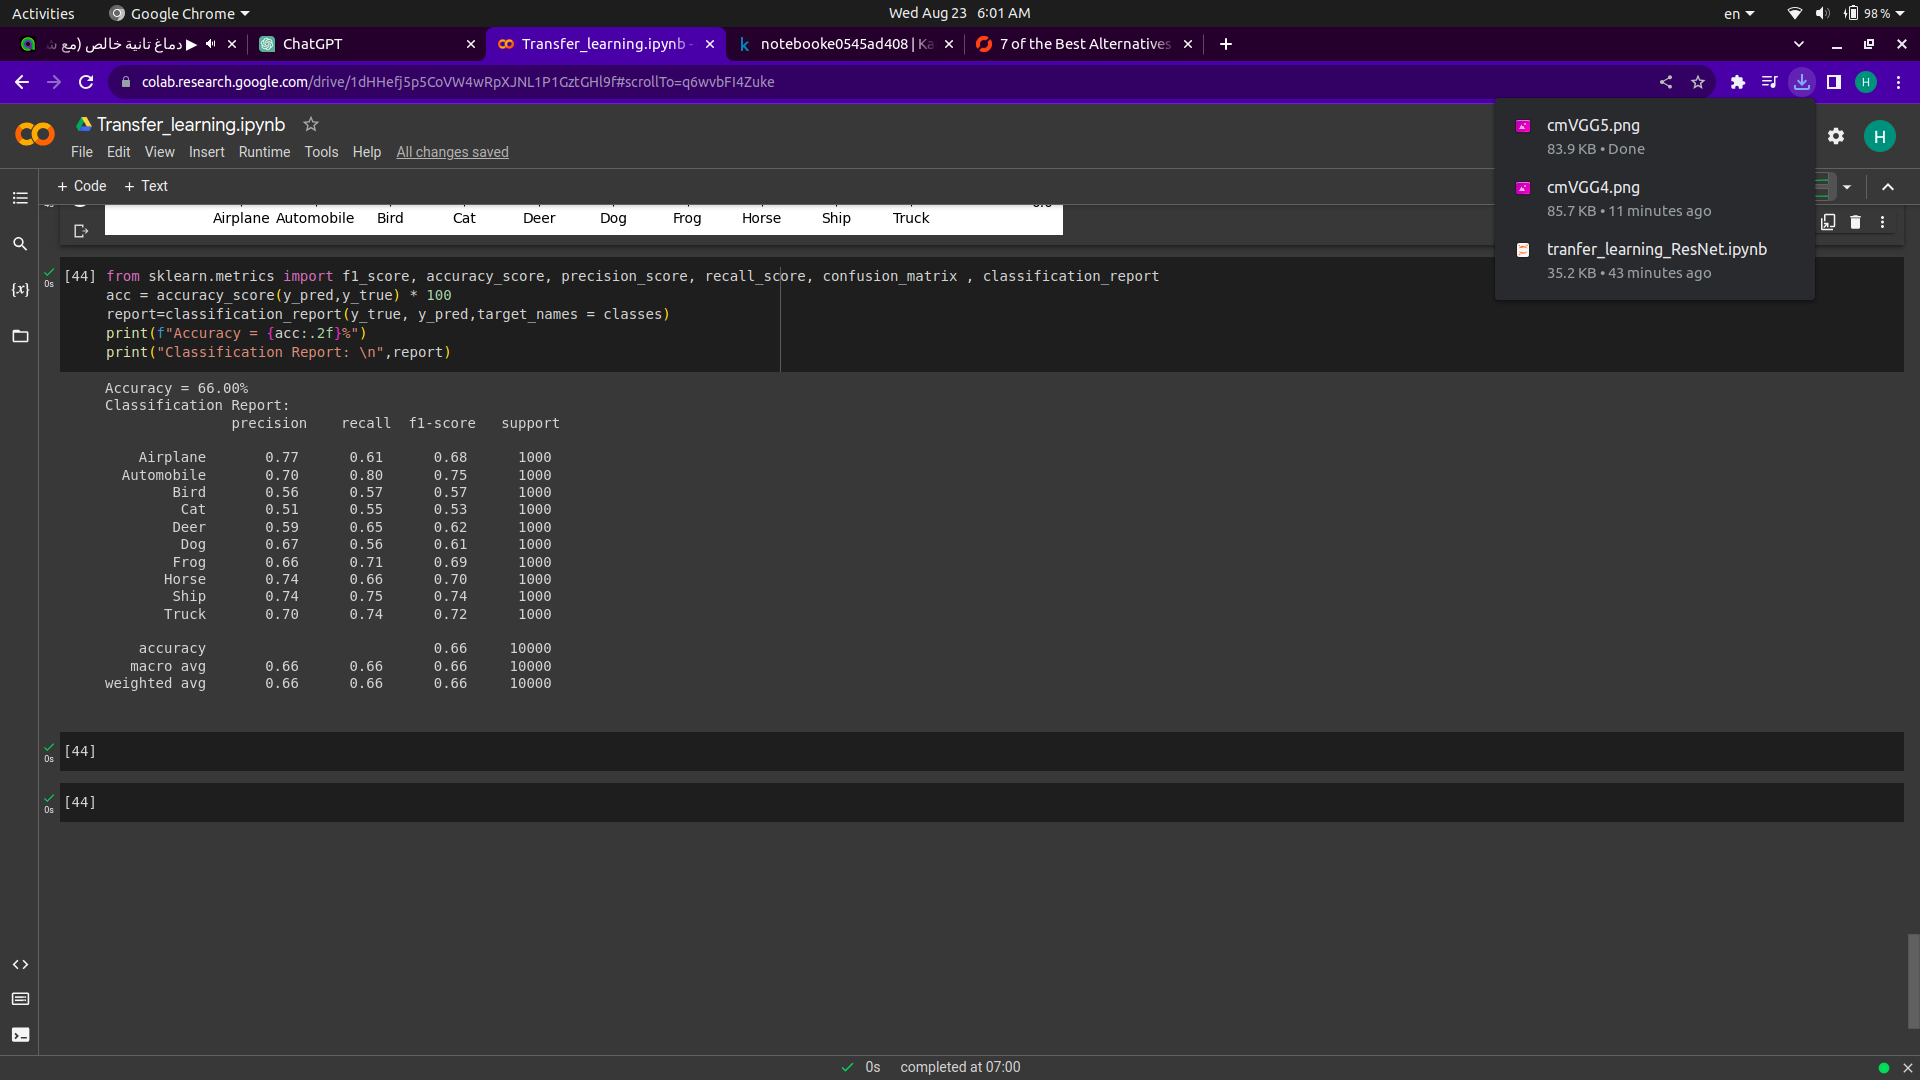 Activities Google Chrome Wed Aug 23 6:01 AM en 98 %
دماغ تانية خالص (مع ChatGPT Transfer_learning.ipynb - notebooke0545ad408 | Ka 7 of the Best Alternatives
colab.research.google.com/drive/1dHHefj5p5CoVW4wRpXJNL1P1GztGHl9f#scrollTo=q6wvbFI4Zuke
Transfer_learning.ipynb
File Edit View Insert Runtime Tools Help All changes saved
H
cmVGG5.png
83.9 KB • Done
cmVGG4.png
85.7 KB • 11 minutes ago
tranfer_learning_ResNet.ipynb
35.2 KB • 43 minutes ago
+ Code + Text
Airplane Automobile Bird Cat Deer Dog Frog Horse Ship Truck
[44] from sklearn.metrics import f1_score, accuracy_score, precision_score, recall_score, confusion_matrix , classification_report
0s
acc = accuracy_score(y_pred,y_true) * 100
report=classification_report(y_true, y_pred,target_names = classes)
print(f"Accuracy = {acc:.2f}%")
print("Classification Report: \n",report)
Accuracy = 66.00%
Classification Report:
precision recall f1-score support
Airplane 0.77 0.61 0.68 1000
Automobile 0.70 0.80 0.75 1000
Bird 0.56 0.57 0.57 1000
Cat 0.51 0.55 0.53 1000
Deer 0.59 0.65 0.62 1000
Dog 0.67 0.56 0.61 1000
Frog 0.66 0.71 0.69 1000
Horse 0.74 0.66 0.70 1000
Ship 0.74 0.75 0.74 1000
Truck 0.70 0.74 0.72 1000
accuracy 0.66 10000
macro avg 0.66 0.66 0.66 10000
weighted avg 0.66 0.66 0.66 10000
[44]
0s
[44]
0s
0s completed at 07:00